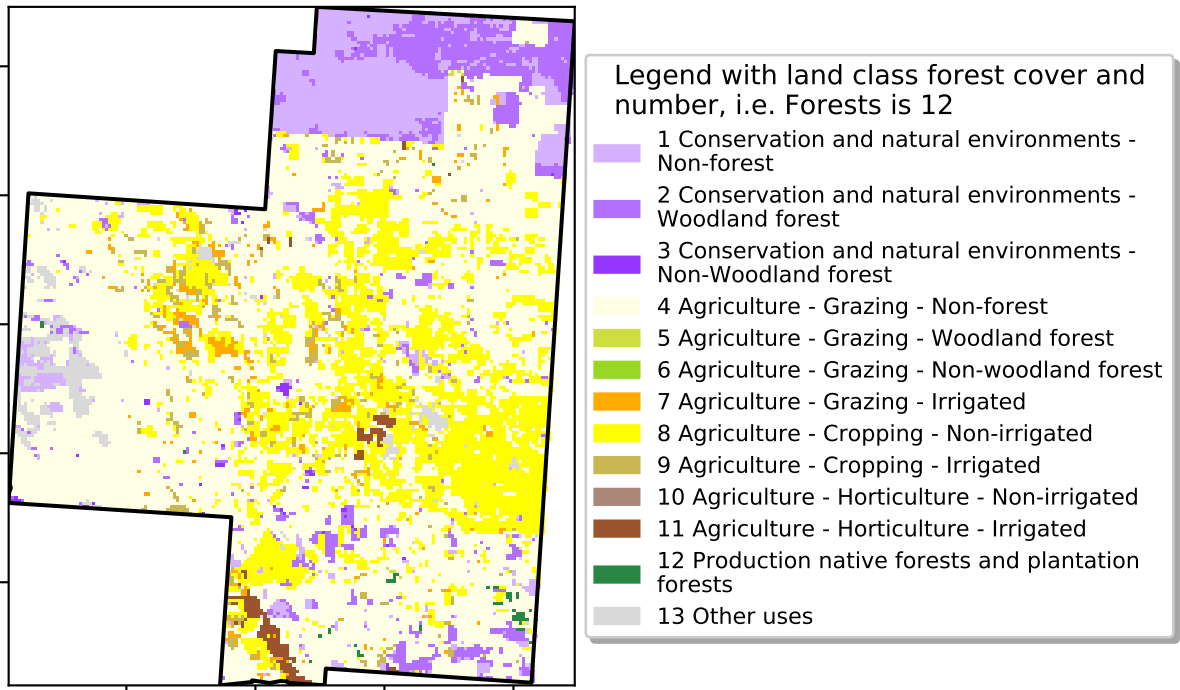 Legend with land class forest cover and
number, i.e. Forests is 12
1 Conservation and natural environments -
Non-forest
2 Conservation and natural environments -
Woodland forest
3 Conservation and natural environments -
Non-Woodland forest
4 Agriculture - Grazing - Non-forest
5 Agriculture - Grazing - Woodland forest
6 Agriculture - Grazing - Non-woodland forest
7 Agriculture - Grazing - Irrigated
8 Agriculture - Cropping - Non-irrigated
9 Agriculture - Cropping - Irrigated
10 Agriculture - Horticulture - Non-irrigated
11 Agriculture - Horticulture - Irrigated
12 Production native forests and plantation
forests
13 Other uses